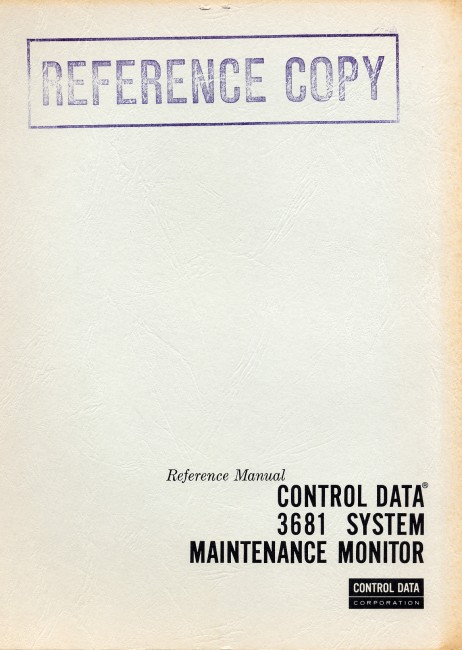 REFERENCE COPY
Reference Manual
CONTROL DATA®
3681 SYSTEM
MAINTENANCE MONITOR
CONTROL DATA
CORPORATION